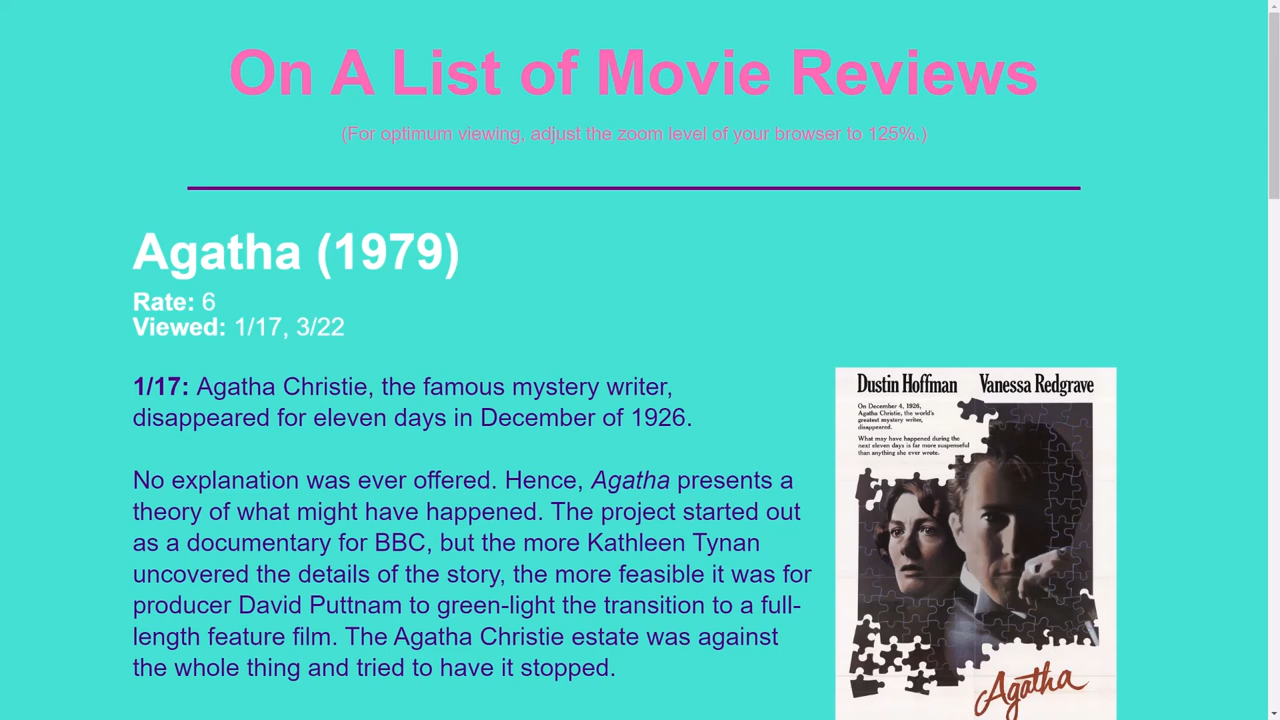 On A List of Movie Reviews
(For optimum viewing, adjust the zoom level of your browser to 125%.)
Agatha (1979)
Rate: 6
Viewed: 1/17, 3/22
1/17: Agatha Christie, the famous mystery writer,
disappeared for eleven days in December of 1926.
No explanation was ever offered. Hence, Agatha presents a
theory of what might have happened. The project started out
as a documentary for BBC, but the more Kathleen Tynan
uncovered the details of the story, the more feasible it was for
producer David Puttnam to green-light the transition to a full-
length feature film. The Agatha Christie estate was against
the whole thing and tried to have it stopped.
Dustin Hoffman Vanessa Redgrave
On December 4, 1926,
Agatha Christie, the world's
greatest mystery writer,
disappeared.
What may have happened during the
next eleven days is far more suspenseful
than anything she ever wrote.
Agatha